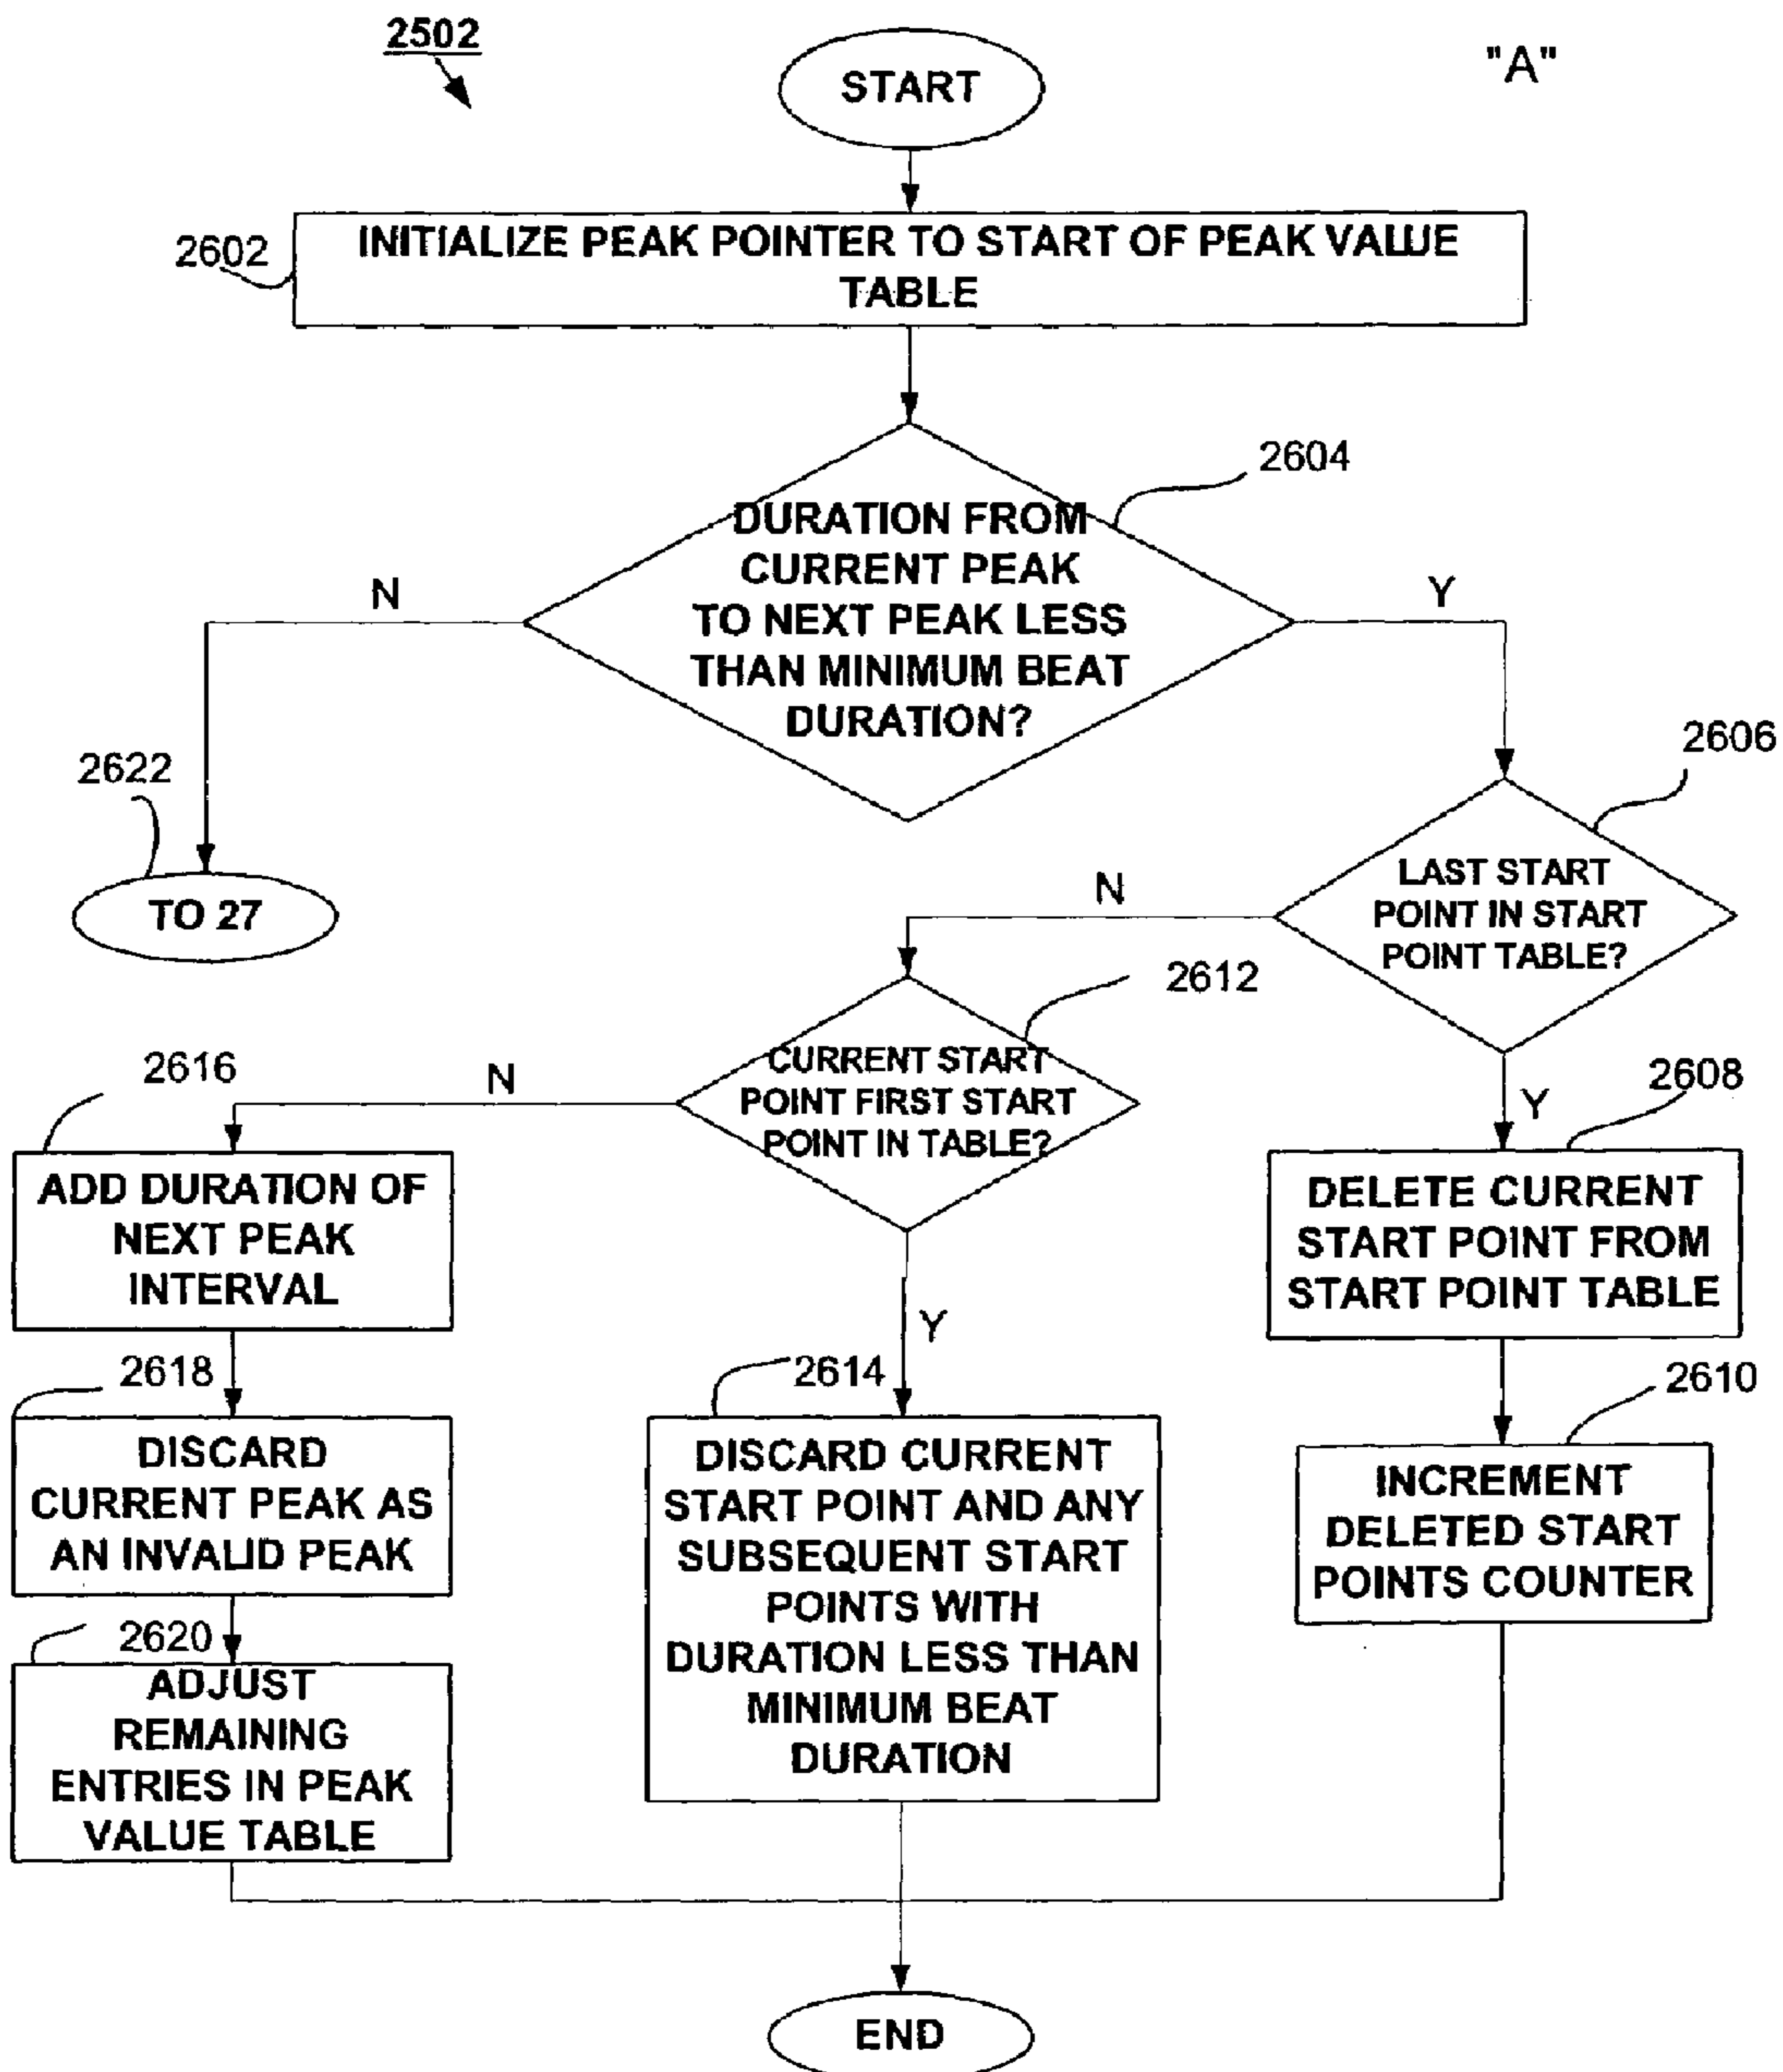 2502
START
"A"
2602
INITIALIZE PEAK POINTER TO START OF PEAK VALUE
TABLE
2604
DURATION FROM
CURRENT PEAK
TO NEXT PEAK LESS
THAN MINIMUM BEAT
DURATION?
N
Y
2622
TO 27
2606
LAST START
POINT IN START
POINT TABLE?
N
Y
2612
CURRENT START
POINT FIRST START
POINT IN TABLE?
N
Y
2616
ADD DURATION OF
NEXT PEAK
INTERVAL
2608
DELETE CURRENT
START POINT FROM
START POINT TABLE
2618
DISCARD
CURRENT PEAK AS
AN INVALID PEAK
2614
DISCARD CURRENT
START POINT AND ANY
SUBSEQUENT START
POINTS WITH
DURATION LESS THAN
MINIMUM BEAT
DURATION
2610
INCREMENT
DELETED START
POINTS COUNTER
2620
ADJUST
REMAINING
ENTRIES IN PEAK
VALUE TABLE
END